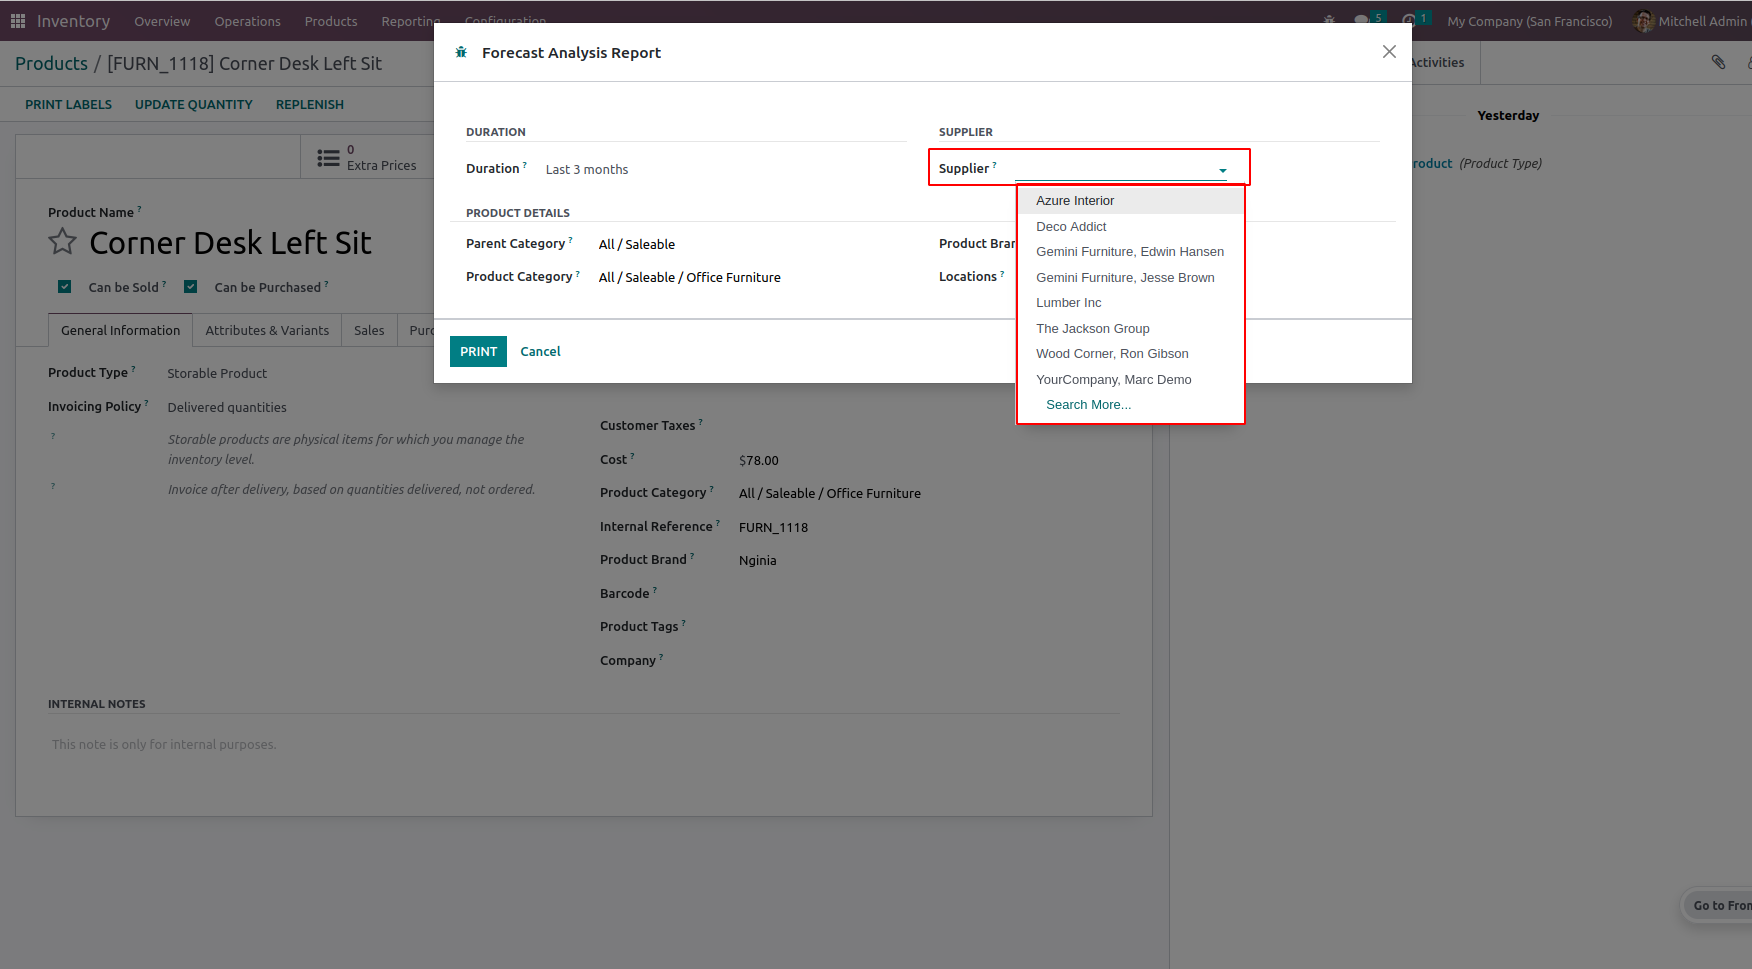 Inventory Overview Operations Products Reporting Configuration 5 1 My Company (San Francisco) Mitchell Admin
Products / [FURN_1118] Corner Desk Left Sit
Activities
PRINT LABELS UPDATE QUANTITY REPLENISH
Yesterday
0
Extra Prices
(Product Type)
Product Name ?
Corner Desk Left Sit
Can be Sold ? Can be Purchased ?
General Information Attributes & Variants Sales
Product Type ? Storable Product
Invoicing Policy ? Delivered quantities
?
Storable products are physical items for which you manage the
inventory level.
?
Invoice after delivery, based on quantities delivered, not ordered.
Customer Taxes ?
Cost ? $78.00
Product Category ? All / Saleable / Office Furniture
Internal Reference ? FURN_1118
Product Brand ? Nginia
Barcode ?
Product Tags ?
Company ?
INTERNAL NOTES
This note is only for internal purposes.
Forecast Analysis Report
DURATION
Duration ? Last 3 months
SUPPLIER
Supplier ?
Azure Interior
Deco Addict
Gemini Furniture, Edwin Hansen
Gemini Furniture, Jesse Brown
Lumber Inc
The Jackson Group
Wood Corner, Ron Gibson
YourCompany, Marc Demo
Search More...
PRODUCT DETAILS
Parent Category ? All / Saleable
Product Category ? All / Saleable / Office Furniture
Product
Locations ?
PRINT Cancel
Go to